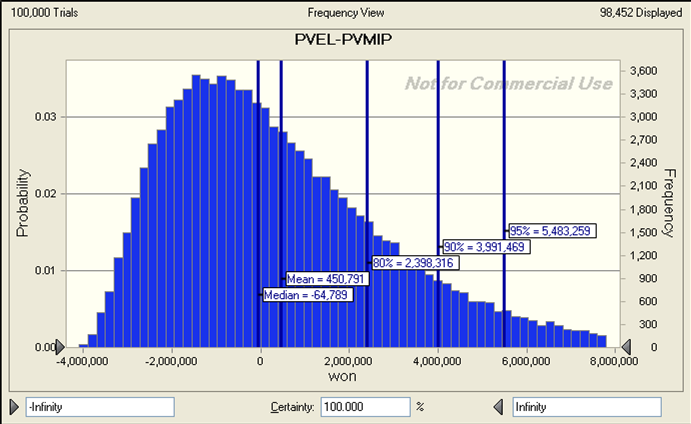 100,000 Trials Frequency View 98,452 Displayed
PVEL-PVMIP
Not for Commercial Use
Probability
Frequency
0.03
0.02
0.01
0.00
3,600
3,300
3,000
2,700
2,400
2,100
1,800
1,500
1,200
900
600
300
0
95% = 5,483,259
90% = 3,991,469
80% = 2,398,316
Mean = 450,791
Median = -64,789
-4,000,000 -2,000,000 0 2,000,000 4,000,000 6,000,000 8,000,000
won
-Infinity Certainty: 100.000 % Infinity